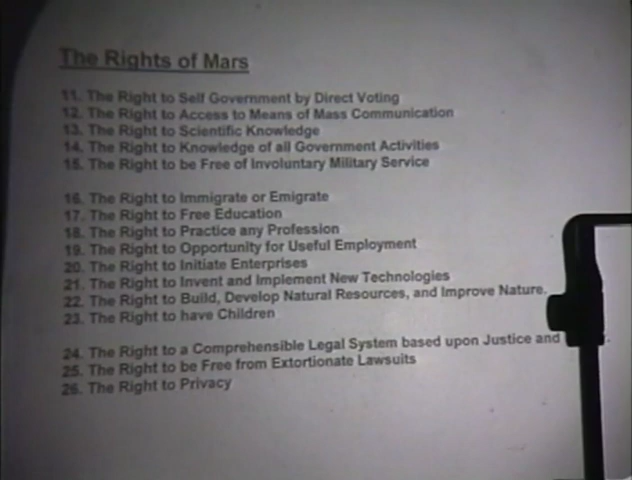 The Rights of Mars
11. The Right to Self Government by Direct Voting
12. The Right to Access to Means of Mass Communication
13. The Right to Scientific Knowledge
14. The Right to Knowledge of all Government Activities
15. The Right to be Free of Involuntary Military Service
16. The Right to Immigrate or Emigrate
17. The Right to Free Education
18. The Right to Practice any Profession
19. The Right to Opportunity for Useful Employment
20. The Right to Initiate Enterprises
21. The Right to Invent and Implement New Technologies
22. The Right to Build, Develop Natural Resources, and Improve Nature.
23. The Right to have Children
24. The Right to a Comprehensible Legal System based upon Justice and
25. The Right to be Free from Extortionate Lawsuits
26. The Right to Privacy